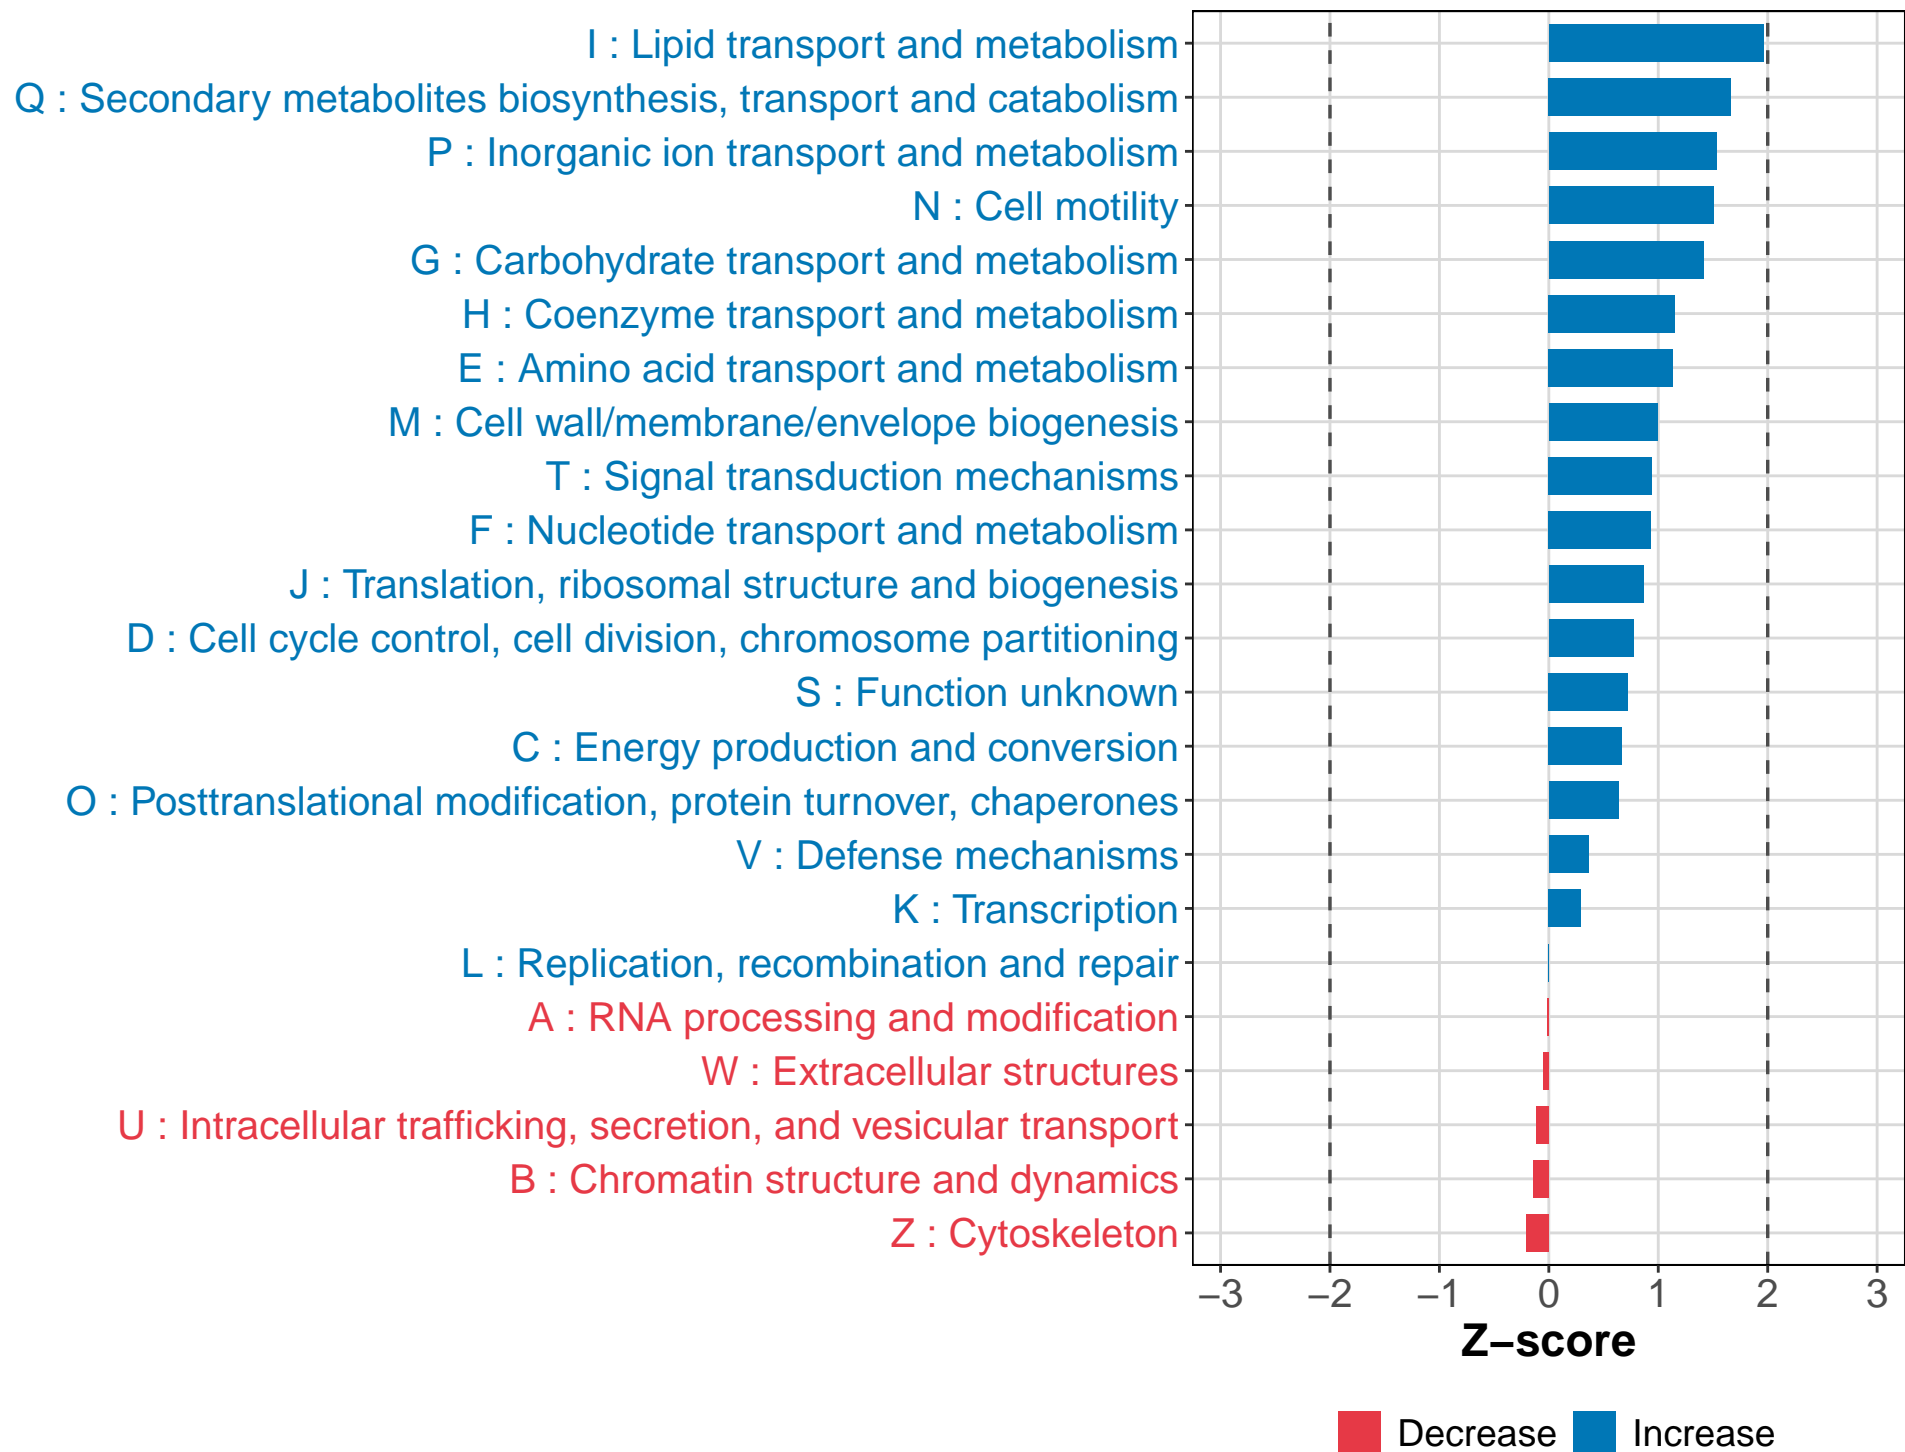 I : Lipid transport and metabolism
Q : Secondary metabolites biosynthesis, transport and catabolism
P : Inorganic ion transport and metabolism
N : Cell motility
G : Carbohydrate transport and metabolism
H : Coenzyme transport and metabolism
E : Amino acid transport and metabolism
M : Cell wall/membrane/envelope biogenesis
T : Signal transduction mechanisms
F : Nucleotide transport and metabolism
J : Translation, ribosomal structure and biogenesis
D : Cell cycle control, cell division, chromosome partitioning
S : Function unknown
C : Energy production and conversion
O : Posttranslational modification, protein turnover, chaperones
V : Defense mechanisms
K : Transcription
L : Replication, recombination and repair
A : RNA processing and modification
W : Extracellular structures
U : Intracellular trafficking, secretion, and vesicular transport
B : Chromatin structure and dynamics
Z : Cytoskeleton
−3 −2 −1 0 1 2 3
Z−score
Decrease Increase